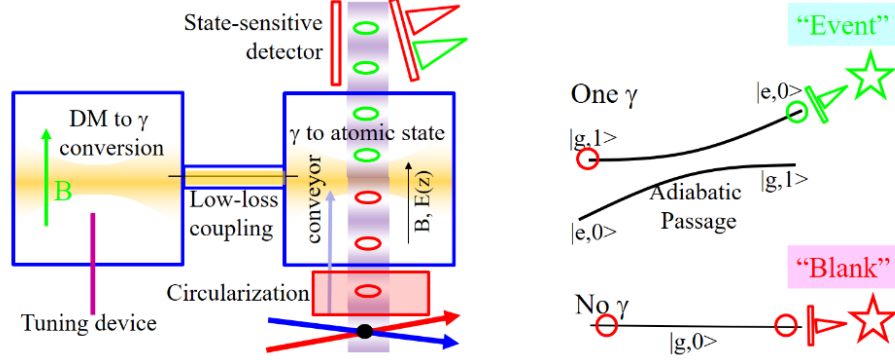 State-sensitive
detector
DM to γ
conversion
B
Low-loss
coupling
Tuning device
γ to atomic state
conveyor
B, E(z)
Circularization
“Event”
One γ
|e,0>
|g,1>
|g,1>
|e,0>
Adiabatic
Passage
“Blank”
No γ
|g,0>